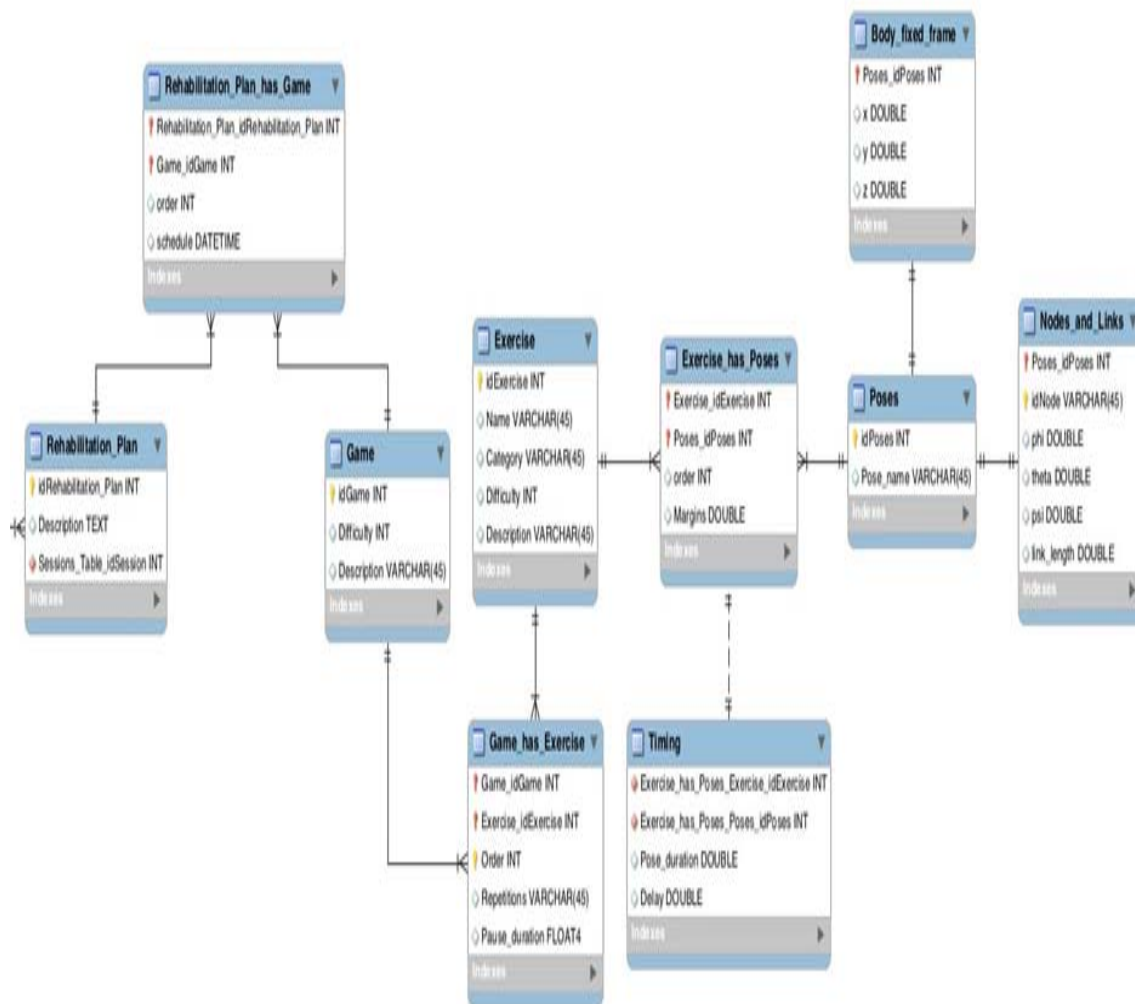 Body_fixed_frame
Poses_idPoses INT
x DOUBLE
y DOUBLE
z DOUBLE
Indexes
Rehabilitation_Plan_has_Game
Rehabilitation_Plan_idRehabilitation_Plan INT
Game_idGame INT
order INT
schedule DATETIME
Indexes
Nodes_and_Links
Poses_idPoses INT
idNode VARCHAR(45)
phi DOUBLE
theta DOUBLE
psi DOUBLE
link_length DOUBLE
Indexes
Exercise
idExercise INT
Name VARCHAR(45)
Category VARCHAR(45)
Difficulty INT
Description VARCHAR(45)
Indexes
Exercise_has_Poses
Exercise_idExercise INT
Poses_idPoses INT
order INT
Margins DOUBLE
Indexes
Poses
idPoses INT
Pose_name VARCHAR(45)
Indexes
Rehabilitation_Plan
idRehabilitation_Plan INT
Description TEXT
Sessions_Table_idSession INT
Indexes
Game
idGame INT
Difficulty INT
Description VARCHAR(45)
Indexes
Game_has_Exercise
Game_idGame INT
Exercise_idExercise INT
Order INT
Repetitions VARCHAR(45)
Pause_duration FLOAT4
Indexes
Timing
Exercise_has_Poses_Exercise_idExercise INT
Exercise_has_Poses_Poses_idPoses INT
Pose_duration DOUBLE
Delay DOUBLE
Indexes